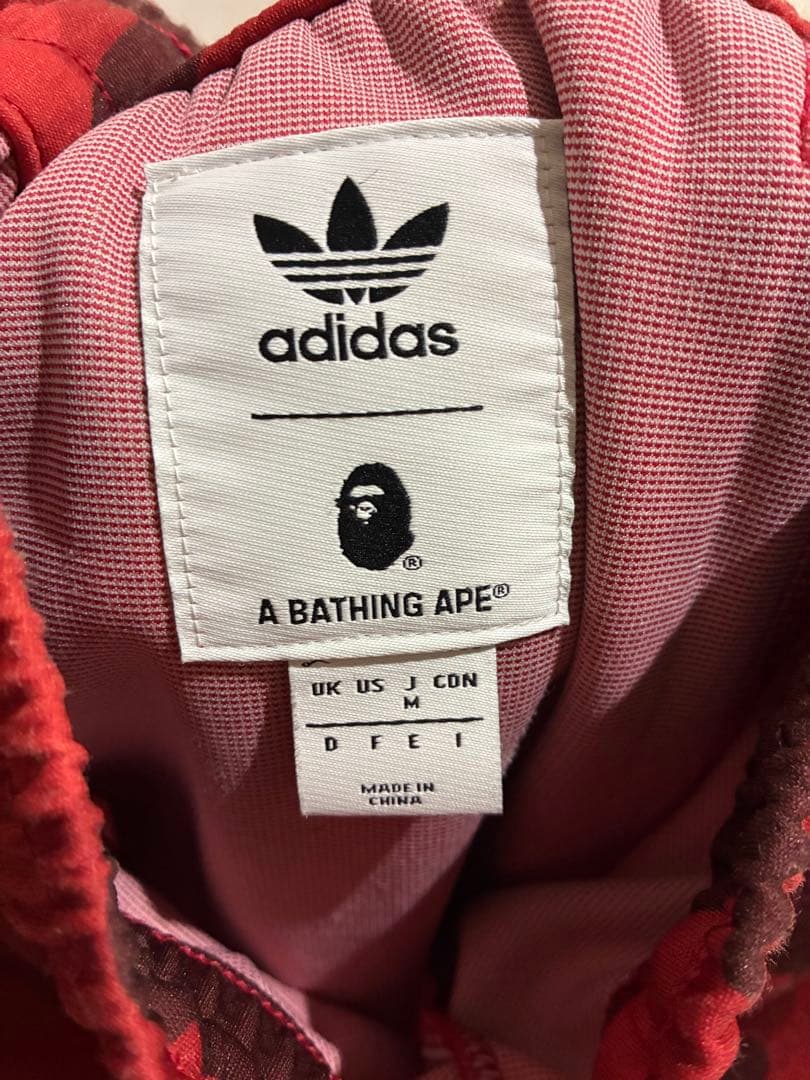 adidas
®
A BATHING APE®
UK US J CDN
M
D F E I
MADE IN
CHINA